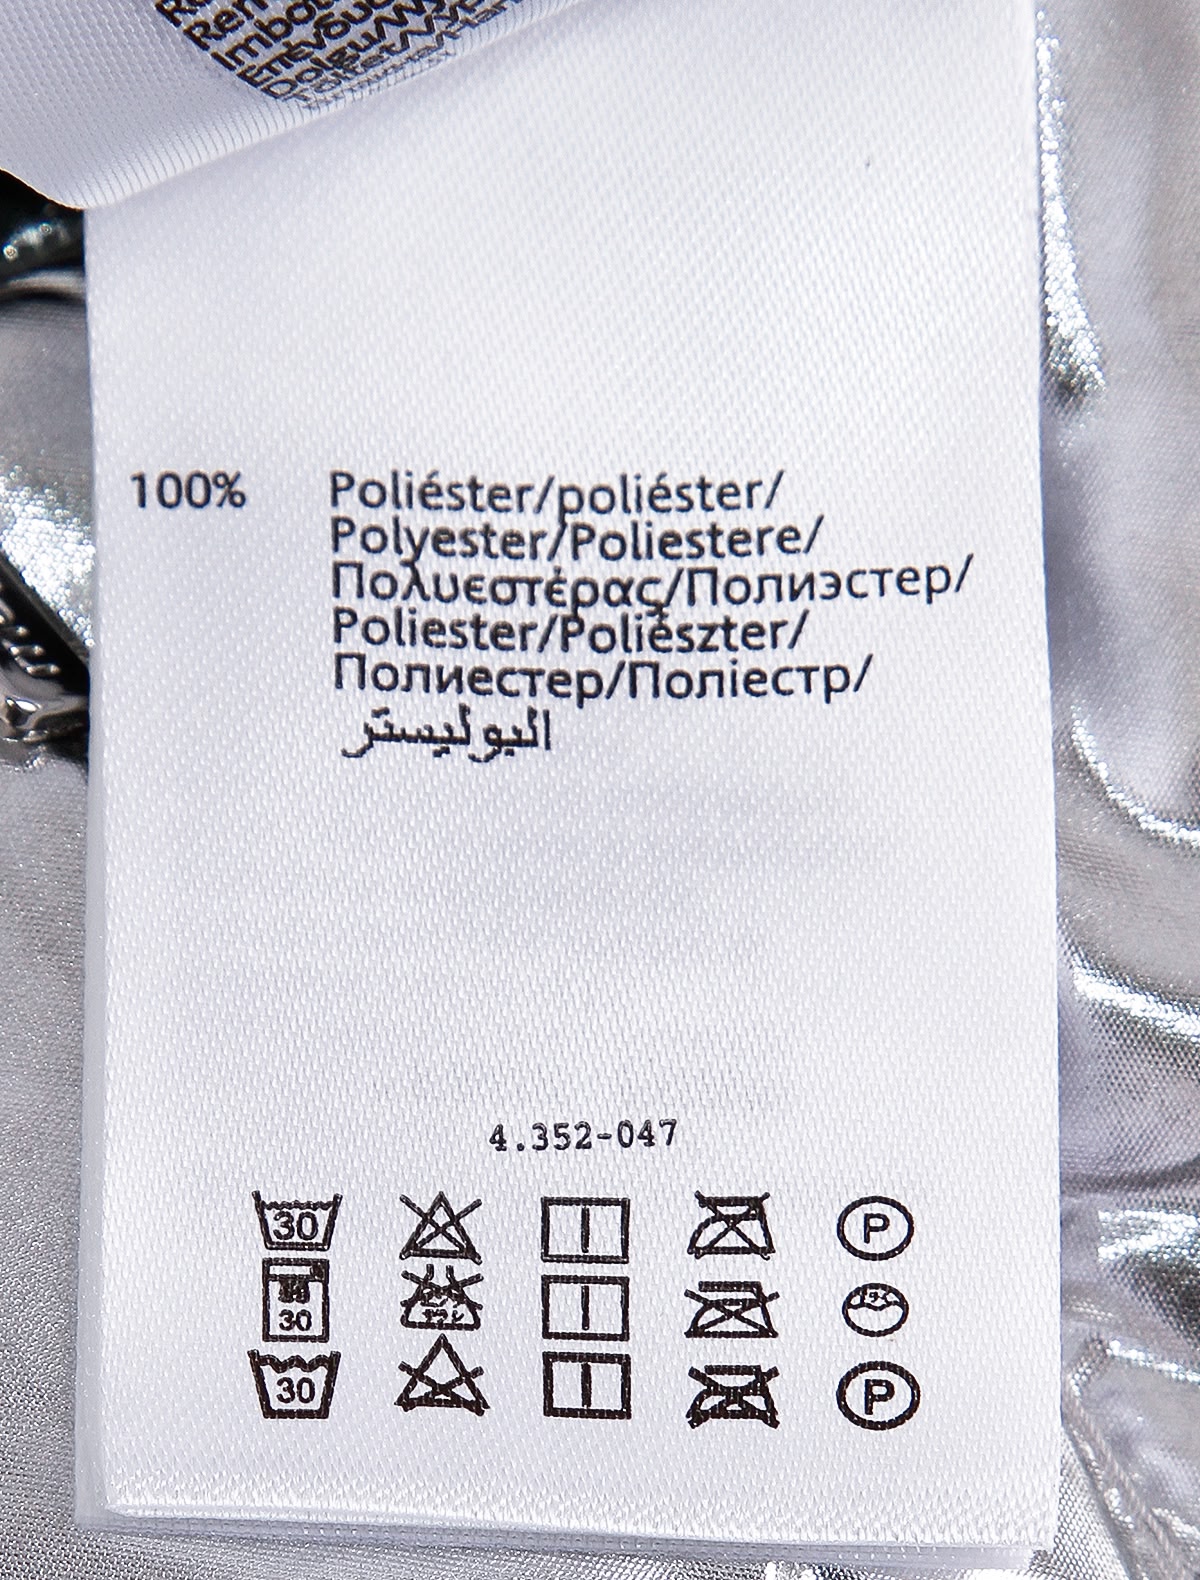 100% Poliéster/poliéster/
Polyester/Poliestere/
Πολυεστέρας/Полиэстер/
Poliester/Poliészter/
Полиестер/Поліестр/
البوليستر
4.352-047
30 P
30
30 P